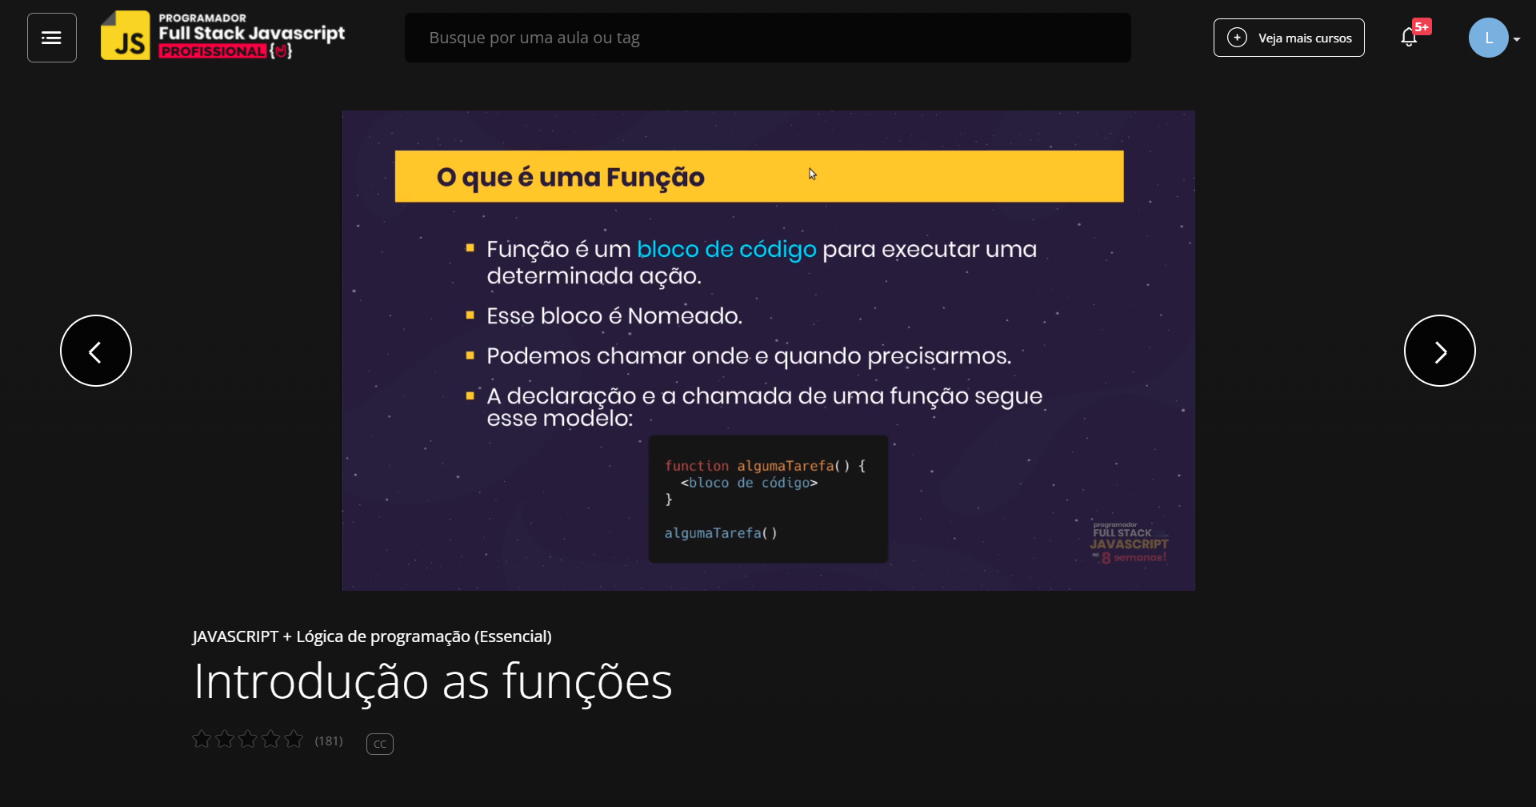 JS
PROGRAMADOR
Full Stack Javascript
PROFISSIONAL
Busque por uma aula ou tag
Veja mais cursos
5+
L
O que é uma Função
Função é um bloco de código para executar uma
determinada ação.
Esse bloco é Nomeado.
Podemos chamar onde e quando precisarmos.
A declaração e a chamada de uma função segue
esse modelo:
function algumaTarefa() {
<bloco de código>
}
algumaTarefa()
programador
FULL STACK
JAVASCRIPT
8 semanas!
JAVASCRIPT + Lógica de programação (Essencial)
Introdução as funções
(181)
CC